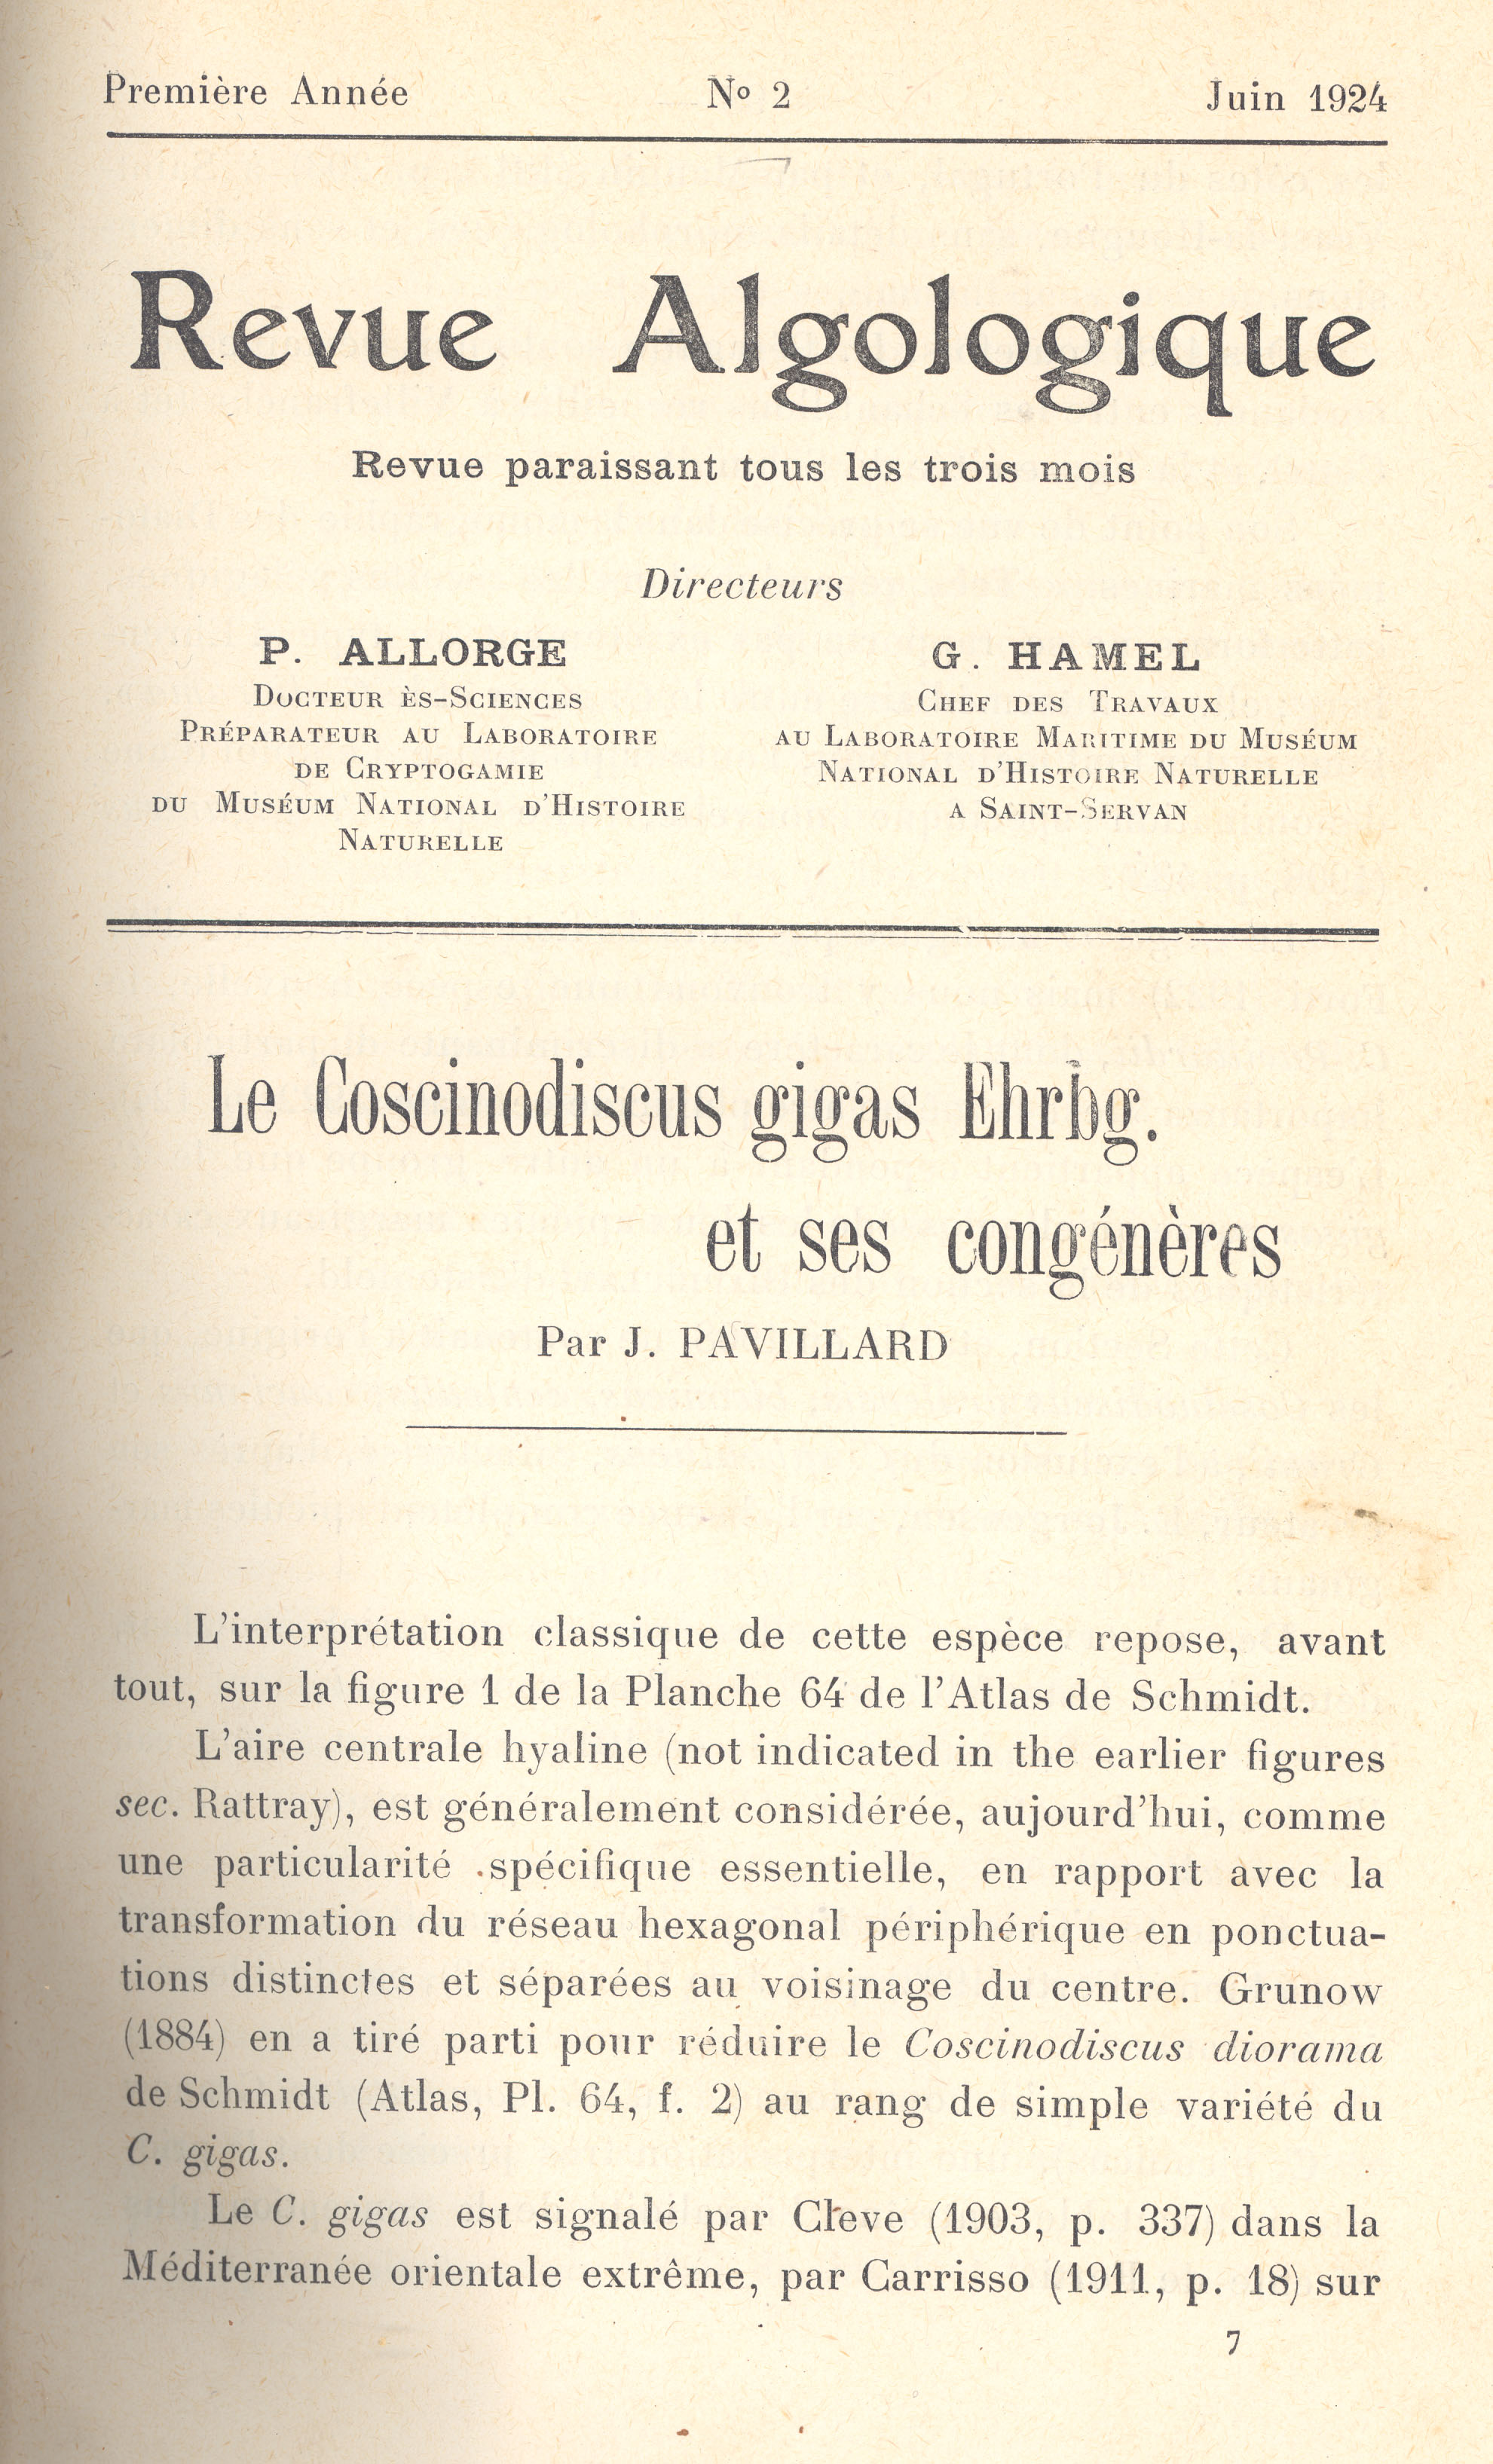 Première Année N° 2 Juin 1924
Revue Algologique
Revue paraissant tous les trois mois
Directeurs
P. ALLORGE
Docteur ès-Sciences
Préparateur au Laboratoire
de Cryptogamie
du Muséum National d'Histoire
Naturelle
G. HAMEL
Chef des Travaux
au Laboratoire Maritime du Muséum
National d'Histoire Naturelle
a Saint-Servan
Le Coscinodiscus gigas Ehrbg.
et ses congénères
Par J. PAVILLARD
L'interprétation classique de cette espèce repose, avant
tout, sur la figure 1 de la Planche 64 de l'Atlas de Schmidt.
L'aire centrale hyaline (not indicated in the earlier figures
sec. Rattray), est généralement considérée, aujourd'hui, comme
une particularité spécifique essentielle, en rapport avec la
transformation du réseau hexagonal périphérique en ponctua-
tions distinctes et séparées au voisinage du centre. Grunow
(1884) en a tiré parti pour réduire le Coscinodiscus diorama
de Schmidt (Atlas, Pl. 64, f. 2) au rang de simple variété du
C. gigas.
Le C. gigas est signalé par Cleve (1903, p. 337) dans la
Méditerranée orientale extrême, par Carrisso (1911, p. 18) sur
7